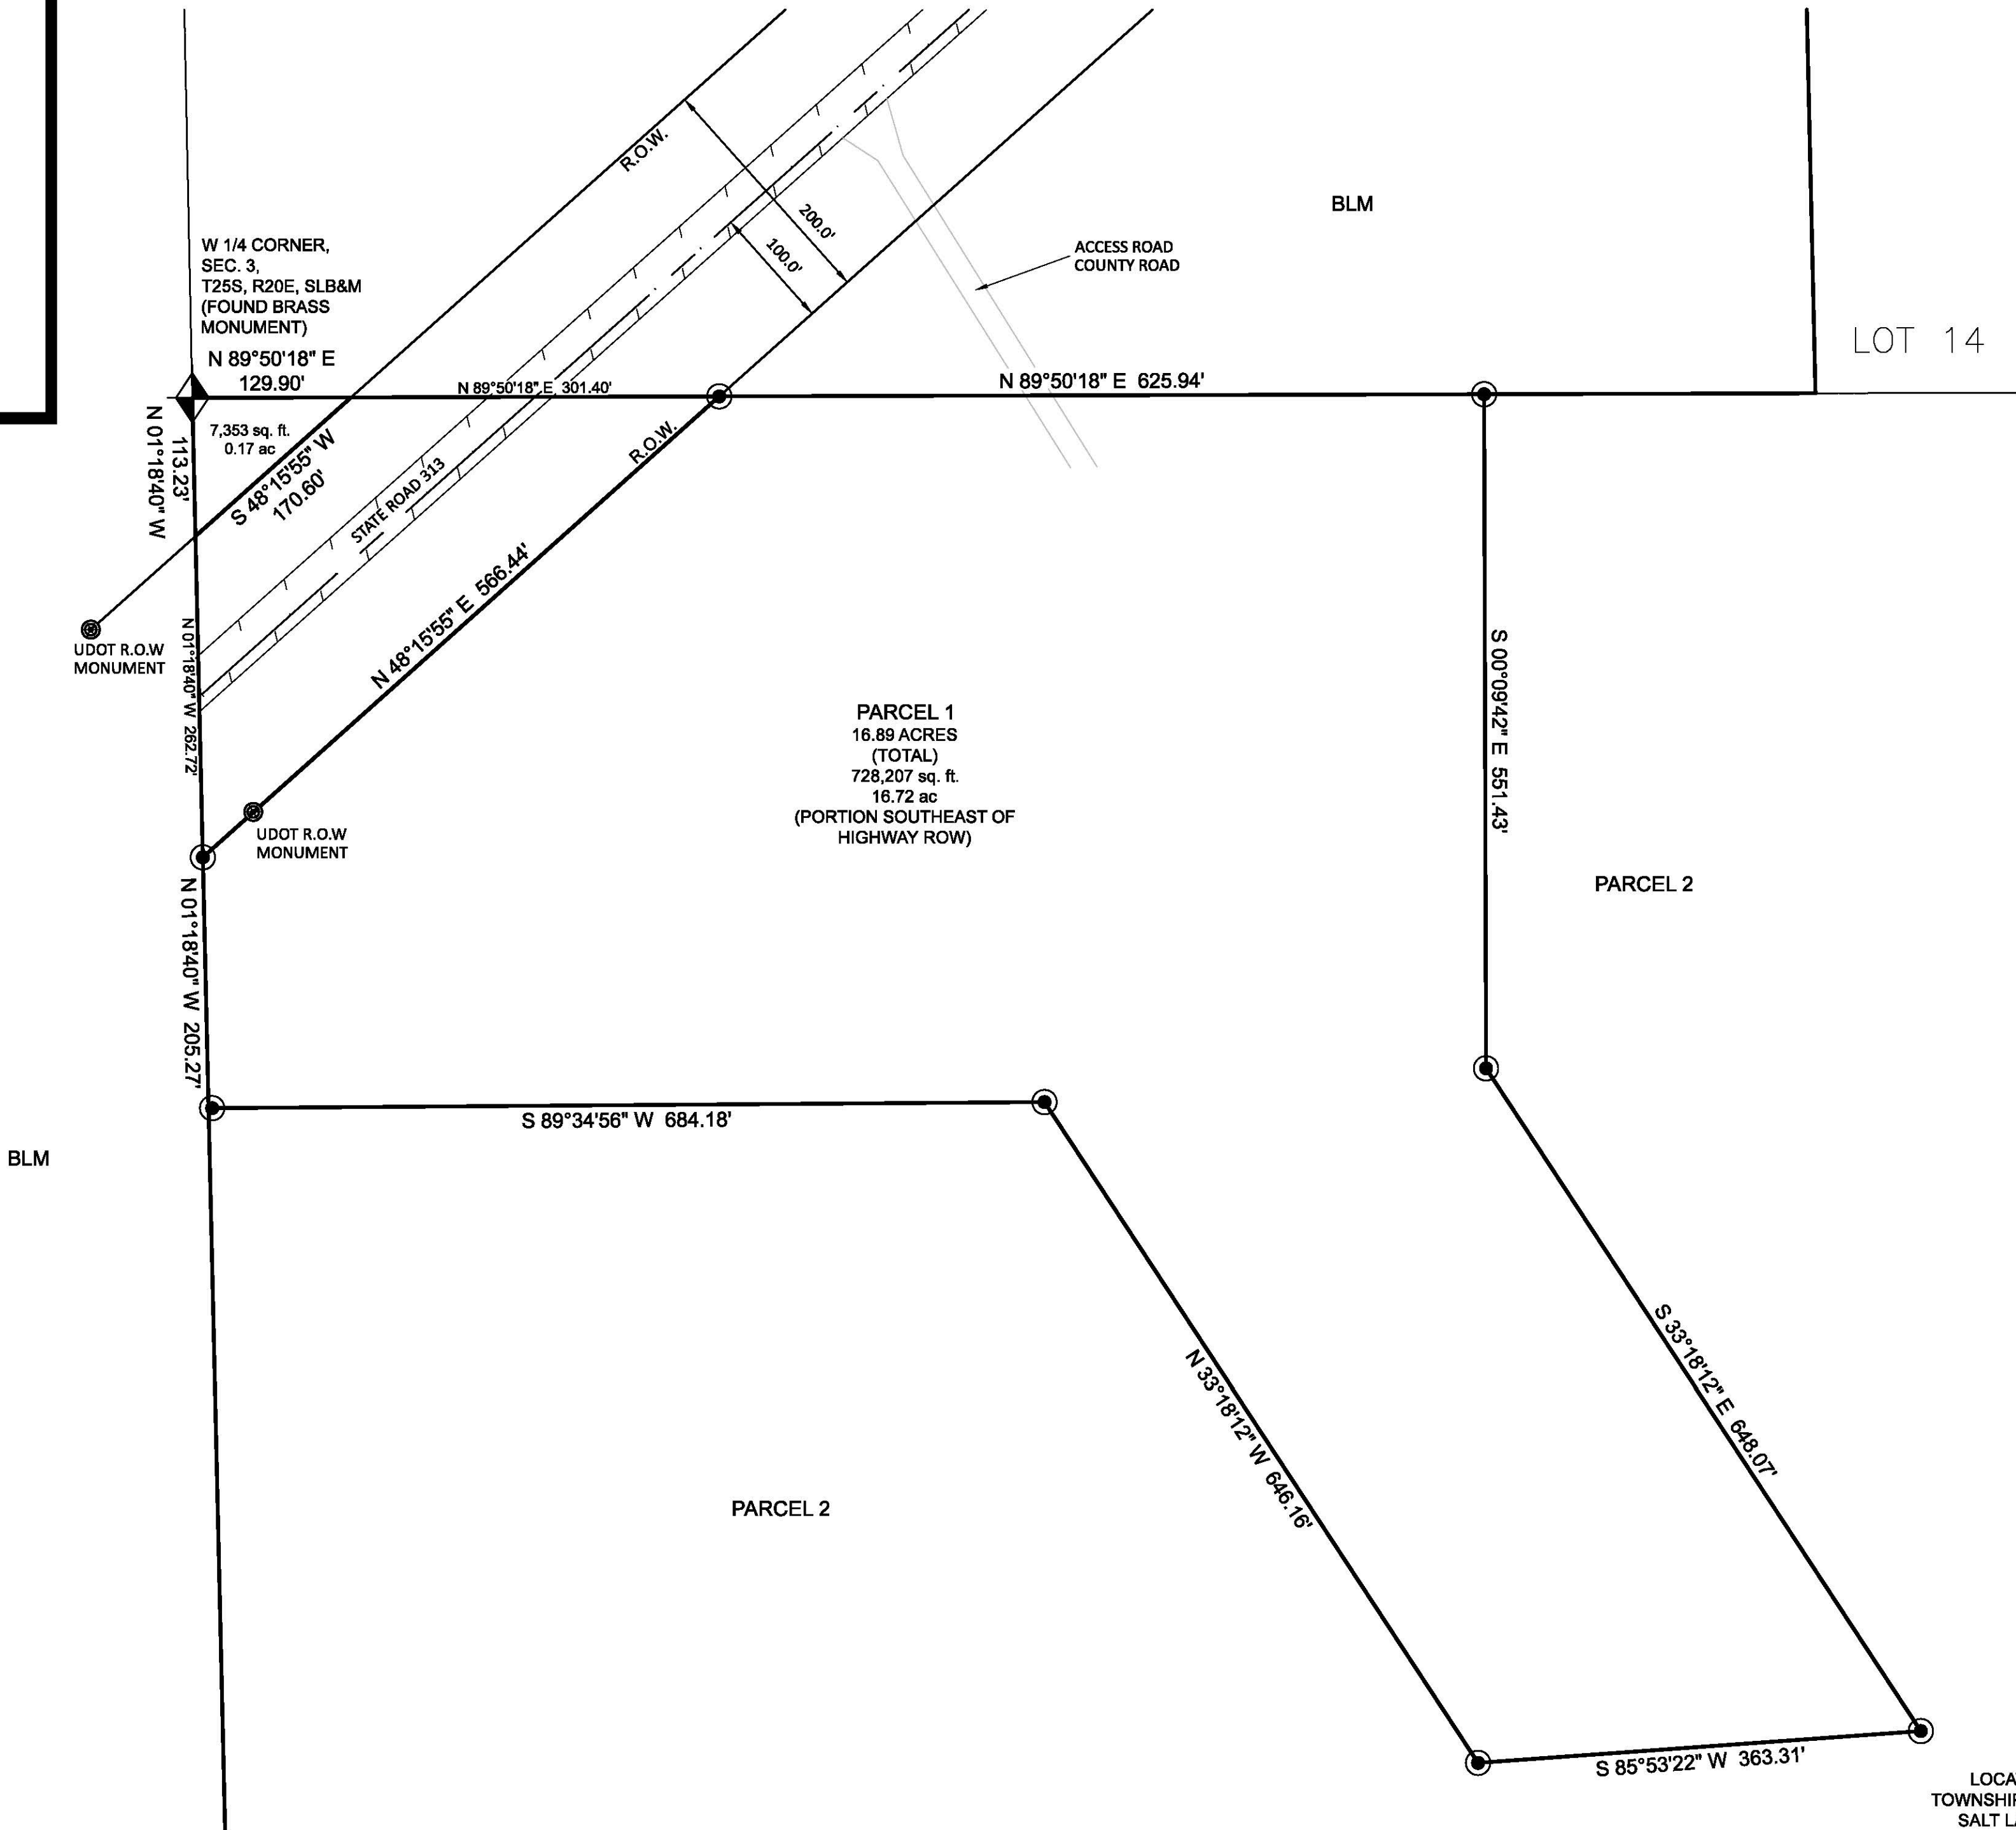 BLM
R.O.W.
200.0'
100.0'
W 1/4 CORNER,
SEC. 3,
T25S, R20E, SLB&M
(FOUND BRASS
MONUMENT)
ACCESS ROAD
COUNTY ROAD
LOT 14
N 89°50'18" E
129.90'
N 89°50'18" E 301.40'
N 89°50'18" E 625.94'
N 01°18'40" W
113.23'
7,353 sq. ft.
0.17 ac
S 48°15'55" W
170.60'
STATE ROAD 313
R.O.W.
N 48°15'55" E 566.44'
UDOT R.O.W
MONUMENT
N 01°18'40" W 262.72'
S 00°09'42" E 551.43'
PARCEL 1
16.89 ACRES
(TOTAL)
728,207 sq. ft.
16.72 ac
(PORTION SOUTHEAST OF
HIGHWAY ROW)
UDOT R.O.W
MONUMENT
PARCEL 2
N 01°18'40" W 205.27'
S 89°34'56" W 684.18'
BLM
N 33°18'12" W 646.16'
S 33°18'12" E 648.07'
PARCEL 2
S 85°53'22" W 363.31'
LOCA
TOWNSHIP
SALT LA